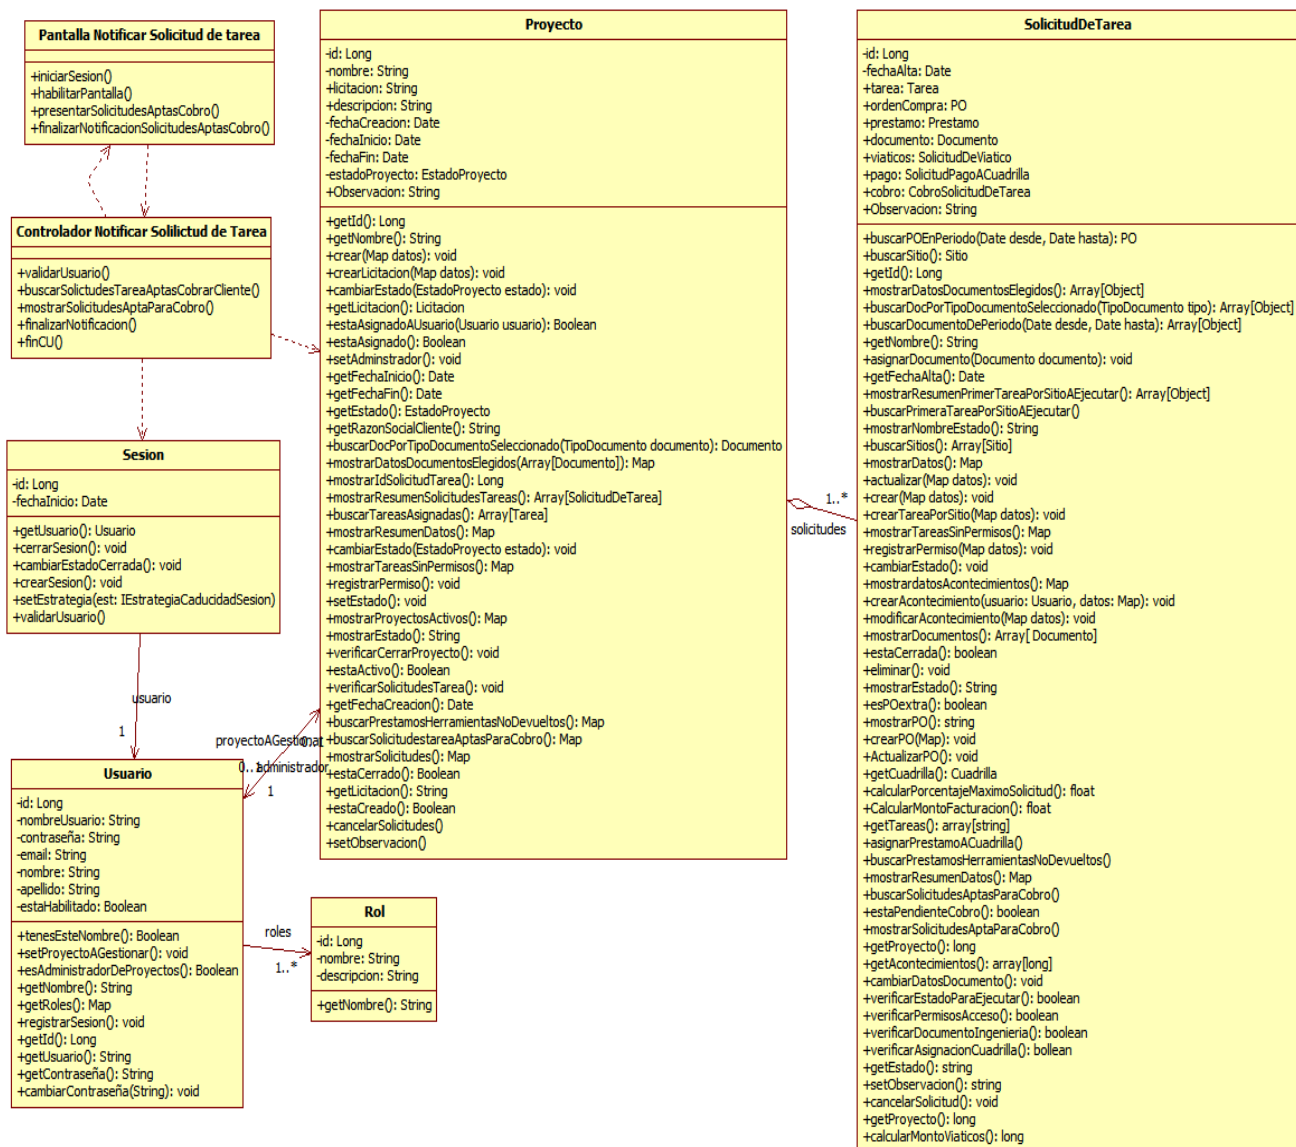 Pantalla Notificar Solicitud de tarea
+iniciarSesion()
+habilitarPantalla()
+presentarSolicitudesAptasCobro()
+finalizarNotificacionSolicitudesAptasCobro()
Controlador Notificar Solilictud de Tarea
+validarUsuario()
+buscarSolictudesTareaAptasCobrarCliente()
+mostrarSolicitudesAptaParaCobro()
+finalizarNotificacion()
+finCU()
Sesion
-id: Long
-fechaInicio: Date
+getUsuario(): Usuario
+cerrarSesion(): void
+cambiarEstadoCerrada(): void
+crearSesion(): void
+setEstrategia(est: IEstrategiaCaducidadSesion)
+validarUsuario()
usuario
1
Usuario
-id: Long
-nombreUsuario: String
-contraseña: String
-email: String
-nombre: String
-apellido: String
-estaHabilitado: Boolean
+tenesEsteNombre(): Boolean
+setProyectoAGestionar(): void
+esAdministradorDeProyectos(): Boolean
+getNombre(): String
+getRoles(): Map
+registrarSesion(): void
+getId(): Long
+getUsuario(): String
+getContraseña(): String
+cambiarContraseña(String): void
proyectoAGestionar
0..1
0..1
administrador
1
roles
1..*
Rol
-id: Long
-nombre: String
-descripcion: String
+getNombre(): String
Proyecto
-id: Long
-nombre: String
+licitacion: String
+descripcion: String
-fechaCreacion: Date
-fechaInicio: Date
-fechaFin: Date
-estadoProyecto: EstadoProyecto
+Observacion: String
+getId(): Long
+getNombre(): String
+crear(Map datos): void
+crearLicitacion(Map datos): void
+cambiarEstado(EstadoProyecto estado): void
+getLicitacion(): Licitacion
+estaAsignadoAUsuario(Usuario usuario): Boolean
+estaAsignado(): Boolean
+setAdminstrador(): void
+getFechaInicio(): Date
+getFechaFin(): Date
+getEstado(): EstadoProyecto
+getRazonSocialCliente(): String
+buscarDocPorTipoDocumentoSeleccionado(TipoDocumento documento): Documento
+mostrarDatosDocumentosElegidos(Array[Documento]): Map
+mostrarIdSolicitudTarea(): Long
+mostrarResumenSolicitudesTareas(): Array[SolicitudDeTarea]
+buscarTareasAsignadas(): Array[Tarea]
+mostrarResumenDatos(): Map
+cambiarEstado(EstadoProyecto estado): void
+mostrarTareasSinPermisos(): Map
+registrarPermiso(): void
+setEstado(): void
+mostrarProyectosActivos(): Map
+mostrarEstado(): String
+verificarCerrarProyecto(): void
+estaActivo(): Boolean
+verificarSolicitudesTarea(): void
+getFechaCreacion(): Date
+buscarPrestamosHerramientasNoDevueltos(): Map
+buscarSolicitudestareaAptasParaCobro(): Map
+mostrarSolicitudes(): Map
+estaCerrado(): Boolean
+getLicitacion(): String
+estaCreado(): Boolean
+cancelarSolicitudes()
+setObservacion()
1..*
solicitudes
SolicitudDeTarea
-id: Long
-fechaAlta: Date
+tarea: Tarea
+ordenCompra: PO
+prestamo: Prestamo
+documento: Documento
+viaticos: SolicitudDeViatico
+pago: SolicitudPagoACuadrilla
+cobro: CobroSolicitudDeTarea
+Observacion: String
+buscarPOEnPeriodo(Date desde, Date hasta): PO
+buscarSitio(): Sitio
+getId(): Long
+mostrarDatosDocumentosElegidos(): Array[Object]
+buscarDocPorTipoDocumentoSeleccionado(TipoDocumento tipo): Array[Object]
+buscarDocumentoDePeriodo(Date desde, Date hasta): Array[Object]
+getNombre(): String
+asignarDocumento(Documento documento): void
+getFechaAlta(): Date
+mostrarResumenPrimerTareaPorSitioAEjecutar(): Array[Object]
+buscarPrimeraTareaPorSitioAEjecutar()
+mostrarNombreEstado(): String
+buscarSitios(): Array[Sitio]
+mostrarDatos(): Map
+actualizar(Map datos): void
+crear(Map datos): void
+crearTareaPorSitio(Map datos): void
+mostrarTareasSinPermisos(): Map
+registrarPermiso(Map datos): void
+cambiarEstado(): void
+mostrardatosAcontecimientos(): Map
+crearAcontecimiento(usuario: Usuario, datos: Map): void
+modificarAcontecimiento(Map datos): void
+mostrarDocumentos(): Array[ Documento]
+estaCerrada(): boolean
+eliminar(): void
+mostrarEstado(): String
+esPOextra(): boolean
+mostrarPO(): string
+crearPO(Map): void
+ActualizarPO(): void
+getCuadrilla(): Cuadrilla
+calcularPorcentajeMaximoSolicitud(): float
+CalcularMontoFacturacion(): float
+getTareas(): array[string]
+asignarPrestamoACuadrilla()
+buscarPrestamosHerramientasNoDevueltos()
+mostrarResumenDatos(): Map
+buscarSolicitudesAptasParaCobro()
+estaPendienteCobro(): boolean
+mostrarSolicitudesAptaParaCobro()
+getProyecto(): long
+getAcontecimientos(): array[long]
+cambiarDatosDocumento(): void
+verificarEstadoParaEjecutar(): boolean
+verificarPermisosAcceso(): boolean
+verificarDocumentoIngenieria(): boolean
+verificarAsignacionCuadrilla(): bollean
+getEstado(): string
+setObservacion(): string
+cancelarSolicitud(): void
+getProyecto(): long
+calcularMontoViaticos(): long